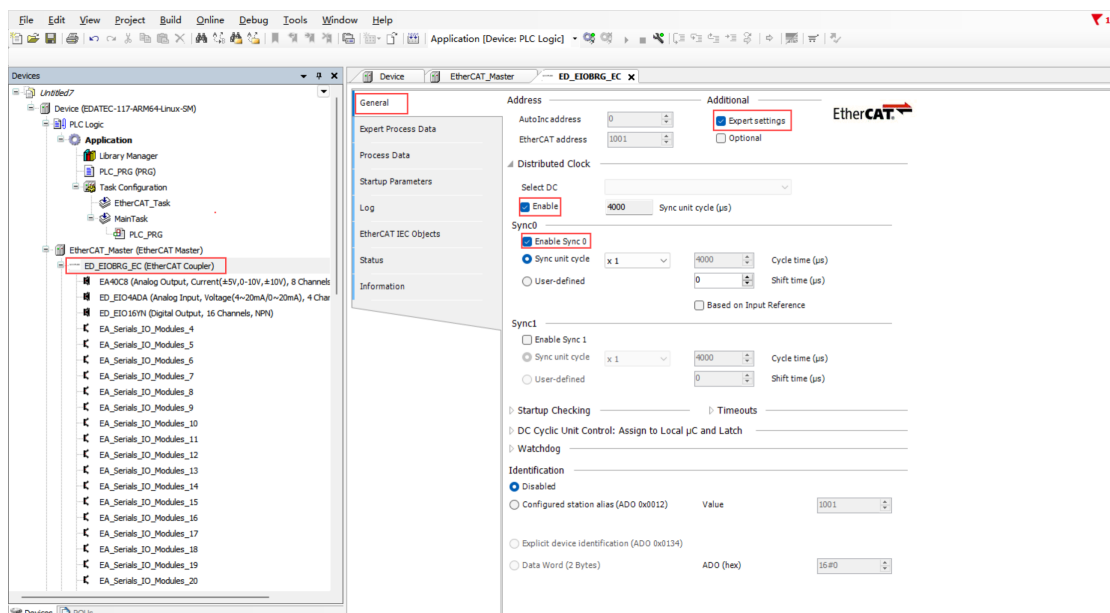 File Edit View Project Build Online Debug Tools Window Help
Application [Device: PLC Logic]
Devices
Device
EtherCAT_Master
ED_EIOBRG_EC
Untitled7
Device (EDATEC-117-ARM64-Linux-SM)
PLC Logic
Application
Library Manager
PLC_PRG (PRG)
Task Configuration
EtherCAT_Task
MainTask
PLC_PRG
EtherCAT_Master (EtherCAT Master)
ED_EIOBRG_EC (EtherCAT Coupler)
EA40C8 (Analog Output, Current(±5V,0-10V,±10V), 8 Channels
ED_EIO4ADA (Analog Input, Voltage(4~20mA/0~20mA), 4 Char
ED_EIO16YN (Digital Output, 16 Channels, NPN)
EA_Serials_IO_Modules_4
EA_Serials_IO_Modules_5
EA_Serials_IO_Modules_6
EA_Serials_IO_Modules_7
EA_Serials_IO_Modules_8
EA_Serials_IO_Modules_9
EA_Serials_IO_Modules_10
EA_Serials_IO_Modules_11
EA_Serials_IO_Modules_12
EA_Serials_IO_Modules_13
EA_Serials_IO_Modules_14
EA_Serials_IO_Modules_15
EA_Serials_IO_Modules_16
EA_Serials_IO_Modules_17
EA_Serials_IO_Modules_18
EA_Serials_IO_Modules_19
EA_Serials_IO_Modules_20
Devices
General
Expert Process Data
Process Data
Startup Parameters
Log
EtherCAT IEC Objects
Status
Information
Address Additional
AutoInc address 0 Expert settings
EtherCAT address 1001 Optional
EtherCAT.
Distributed Clock
Select DC
Enable 4000 Sync unit cycle (µs)
Sync0
Enable Sync 0
Sync unit cycle x 1 4000 Cycle time (µs)
User-defined 0 Shift time (µs)
Based on Input Reference
Sync1
Enable Sync 1
Sync unit cycle x 1 4000 Cycle time (µs)
User-defined 0 Shift time (µs)
Startup Checking Timeouts
DC Cyclic Unit Control: Assign to Local µC and Latch
Watchdog
Identification
Disabled
Configured station alias (ADO 0x0012) Value 1001
Explicit device identification (ADO 0x0134)
Data Word (2 Bytes) ADO (hex) 16#0